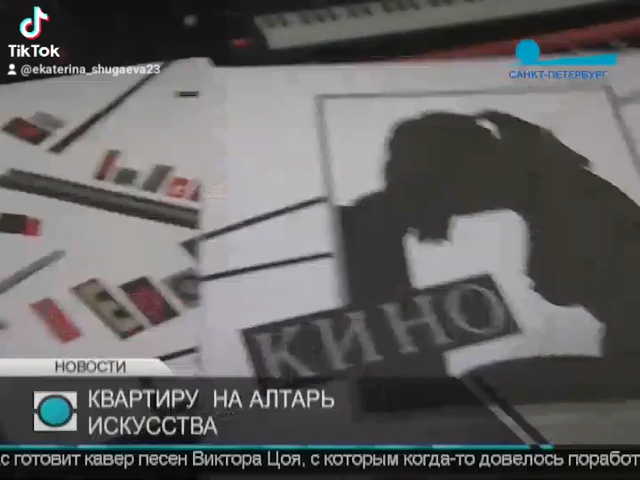 TikTok
@ekaterina_shugaeva23
САНКТ-ПЕТЕРБУРГ
КИНО
НОВОСТИ
КВАРТИРУ НА АЛТАРЬ
ИСКУССТВА
с готовит кавер песен Виктора Цоя, с которым когда-то довелось поработ